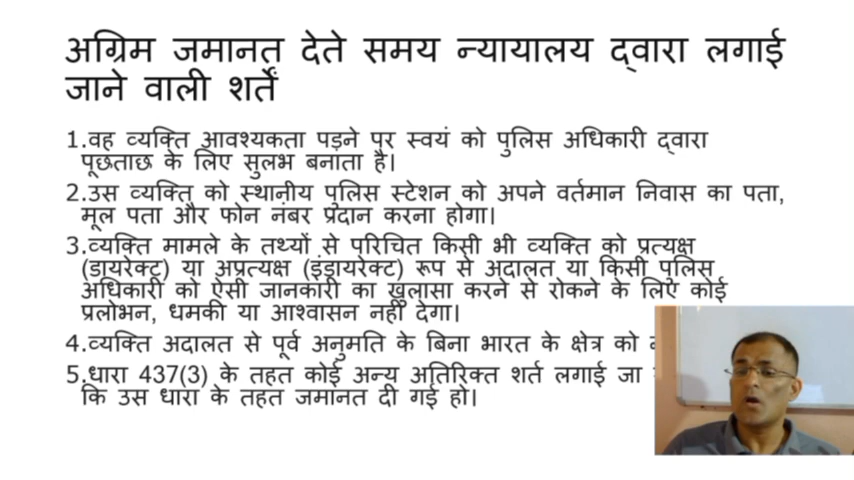 अग्रिम जमानत देते समय न्यायालय द्वारा लगाई
जाने वाली शर्तें
1.वह व्यक्ति आवश्यकता पड़ने पर स्वयं को पुलिस अधिकारी द्वारा
पूछताछ के लिए सुलभ बनाता है।
2.उस व्यक्ति को स्थानीय पुलिस स्टेशन को अपने वर्तमान निवास का पता,
मूल पता और फोन नंबर प्रदान करना होगा।
3.व्यक्ति मामले के तथ्यों से परिचित किसी भी व्यक्ति को प्रत्यक्ष
(डायरेक्ट) या अप्रत्यक्ष (इंडायरेक्ट) रूप से अदालत या किसी पुलिस
अधिकारी को ऐसी जानकारी का खुलासा करने से रोकने के लिए कोई
प्रलोभन, धमकी या आश्वासन नहीं देगा।
4.व्यक्ति अदालत से पूर्व अनुमति के बिना भारत के क्षेत्र को
5.धारा 437(3) के तहत कोई अन्य अतिरिक्त शर्त लगाई जा
कि उस धारा के तहत जमानत दी गई हो।